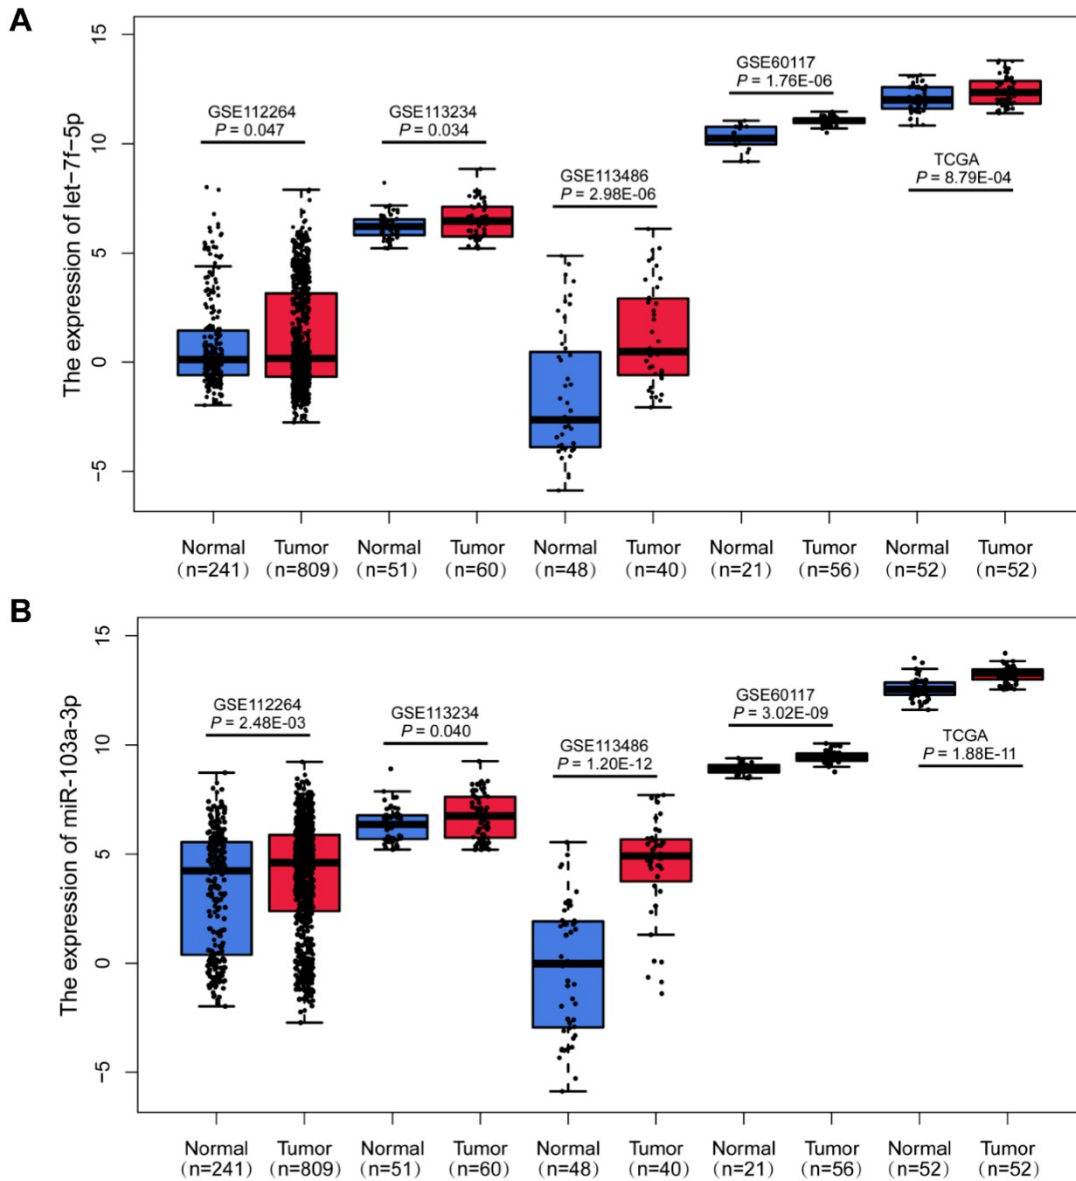 A
The expression of let−7f−5p
15
10
5
0
−5
GSE112264
P = 0.047
GSE113234
P = 0.034
GSE113486
P = 2.98E-06
GSE60117
P = 1.76E-06
TCGA
P = 8.79E-04
Normal Tumor Normal Tumor Normal Tumor Normal Tumor Normal Tumor
(n=241) (n=809) (n=51) (n=60) (n=48) (n=40) (n=21) (n=56) (n=52) (n=52)
B
The expression of miR−103a−3p
15
10
5
0
−5
GSE112264
P = 2.48E-03
GSE113234
P = 0.040
GSE113486
P = 1.20E-12
GSE60117
P = 3.02E-09
TCGA
P = 1.88E-11
Normal Tumor Normal Tumor Normal Tumor Normal Tumor Normal Tumor
(n=241) (n=809) (n=51) (n=60) (n=48) (n=40) (n=21) (n=56) (n=52) (n=52)